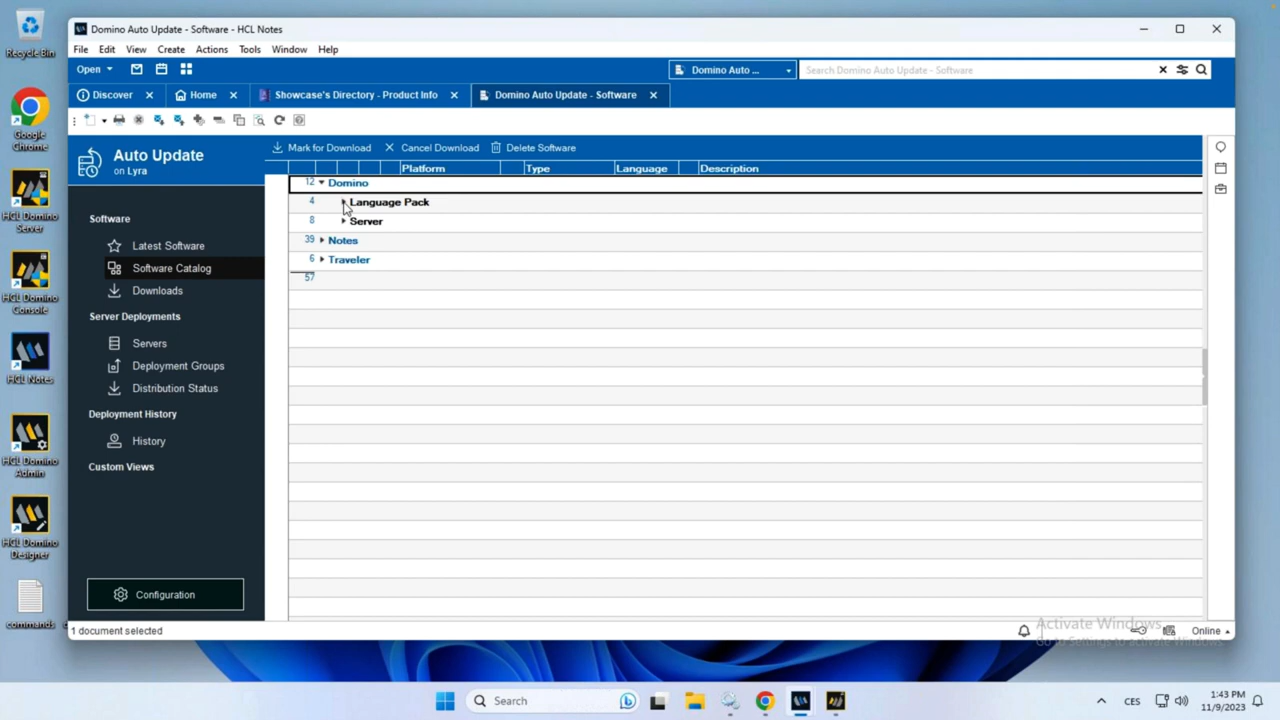 Recycle Bin
Google
Chrome
HCL Domino
Server
HCL Domino
Console
HCL Notes
HCL Domino
Admin
HCL Domino
Designer
commands
Domino Auto Update - Software - HCL Notes
File Edit View Create Actions Tools Window Help
Open
Domino Auto ...
Search Domino Auto Update - Software
Discover
Home
Showcase's Directory - Product Info
Domino Auto Update - Software
Auto Update
on Lyra
Software
Latest Software
Software Catalog
Downloads
Server Deployments
Servers
Deployment Groups
Distribution Status
Deployment History
History
Custom Views
Configuration
Mark for Download Cancel Download Delete Software
Platform Type Language Description
12 Domino
4 Language Pack
8 Server
39 Notes
6 Traveler
57
1 document selected
Online
Activate Windows
Go to Settings to activate Windows.
Search
CES
1:43 PM
11/9/2023